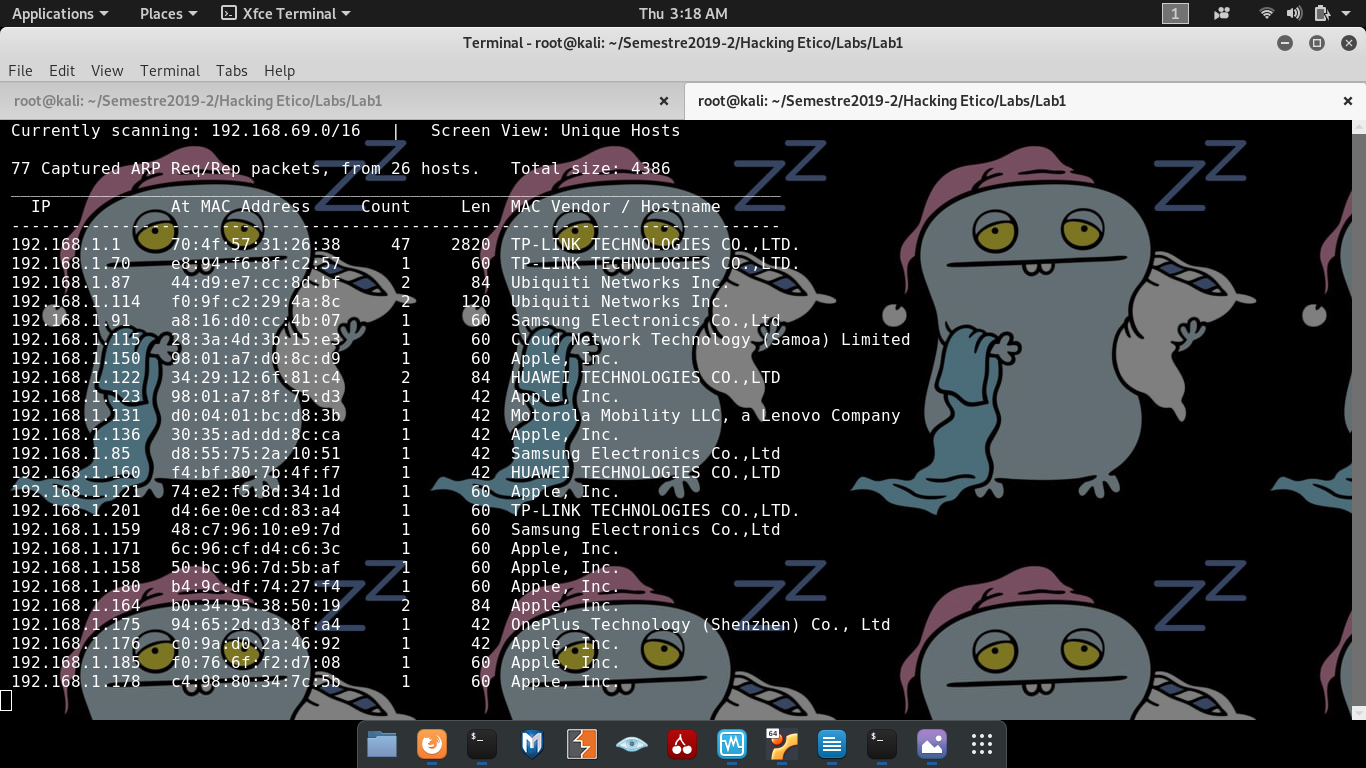 Applications Places Xfce Terminal Thu 3:18 AM 1
Terminal - root@kali: ~/Semestre2019-2/Hacking Etico/Labs/Lab1
File Edit View Terminal Tabs Help
root@kali: ~/Semestre2019-2/Hacking Etico/Labs/Lab1 × root@kali: ~/Semestre2019-2/Hacking Etico/Labs/Lab1 ×
Currently scanning: 192.168.69.0/16 | Screen View: Unique Hosts
77 Captured ARP Req/Rep packets, from 26 hosts. Total size: 4386
IP At MAC Address Count Len MAC Vendor / Hostname
192.168.1.1 70:4f:57:31:26:38 47 2820 TP-LINK TECHNOLOGIES CO.,LTD.
192.168.1.70 e8:94:f6:8f:c2:57 1 60 TP-LINK TECHNOLOGIES CO.,LTD.
192.168.1.87 44:d9:e7:cc:8d:bf 2 84 Ubiquiti Networks Inc.
192.168.1.114 f0:9f:c2:29:4a:8c 2 120 Ubiquiti Networks Inc.
192.168.1.91 a8:16:d0:cc:4b:07 1 60 Samsung Electronics Co.,Ltd
192.168.1.115 28:3a:4d:3b:15:e3 1 60 Cloud Network Technology (Samoa) Limited
192.168.1.150 98:01:a7:d0:8c:d9 1 60 Apple, Inc.
192.168.1.122 34:29:12:6f:81:c4 2 84 HUAWEI TECHNOLOGIES CO.,LTD
192.168.1.123 98:01:a7:8f:75:d3 1 42 Apple, Inc.
192.168.1.131 d0:04:01:bc:d8:3b 1 42 Motorola Mobility LLC, a Lenovo Company
192.168.1.136 30:35:ad:dd:8c:ca 1 42 Apple, Inc.
192.168.1.85 d8:55:75:2a:10:51 1 42 Samsung Electronics Co.,Ltd
192.168.1.160 f4:bf:80:7b:4f:f7 1 42 HUAWEI TECHNOLOGIES CO.,LTD
192.168.1.121 74:e2:f5:8d:34:1d 1 60 Apple, Inc.
192.168.1.201 d4:6e:0e:cd:83:a4 1 60 TP-LINK TECHNOLOGIES CO.,LTD.
192.168.1.159 48:c7:96:10:e9:7d 1 60 Samsung Electronics Co.,Ltd
192.168.1.171 6c:96:cf:d4:c6:3c 1 60 Apple, Inc.
192.168.1.158 50:bc:96:7d:5b:af 1 60 Apple, Inc.
192.168.1.180 b4:9c:df:74:27:f4 1 60 Apple, Inc.
192.168.1.164 b0:34:95:38:50:19 2 84 Apple, Inc.
192.168.1.175 94:65:2d:d3:8f:a4 1 42 OnePlus Technology (Shenzhen) Co., Ltd
192.168.1.176 c0:9a:d0:2a:46:92 1 42 Apple, Inc.
192.168.1.185 f0:76:6f:f2:d7:08 1 60 Apple, Inc.
192.168.1.178 c4:98:80:34:7c:5b 1 60 Apple, Inc.
$_ 64 $_